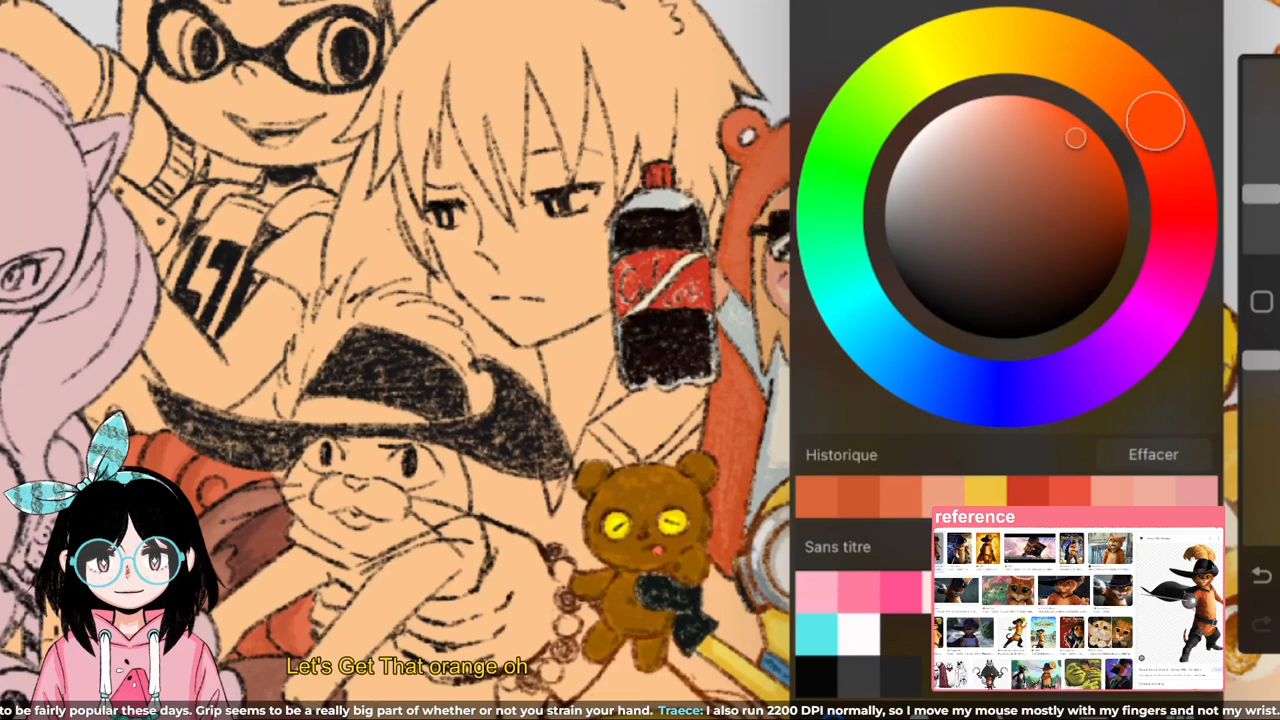 Historique
Effacer
reference
Sans titre
Let's Get That orange oh
to be fairly popular these days. Grip seems to be a really big part of whether or not you strain your hand. Traece: I also run 2200 DPI normally, so I move my mouse mostly with my fingers and not my wrist.